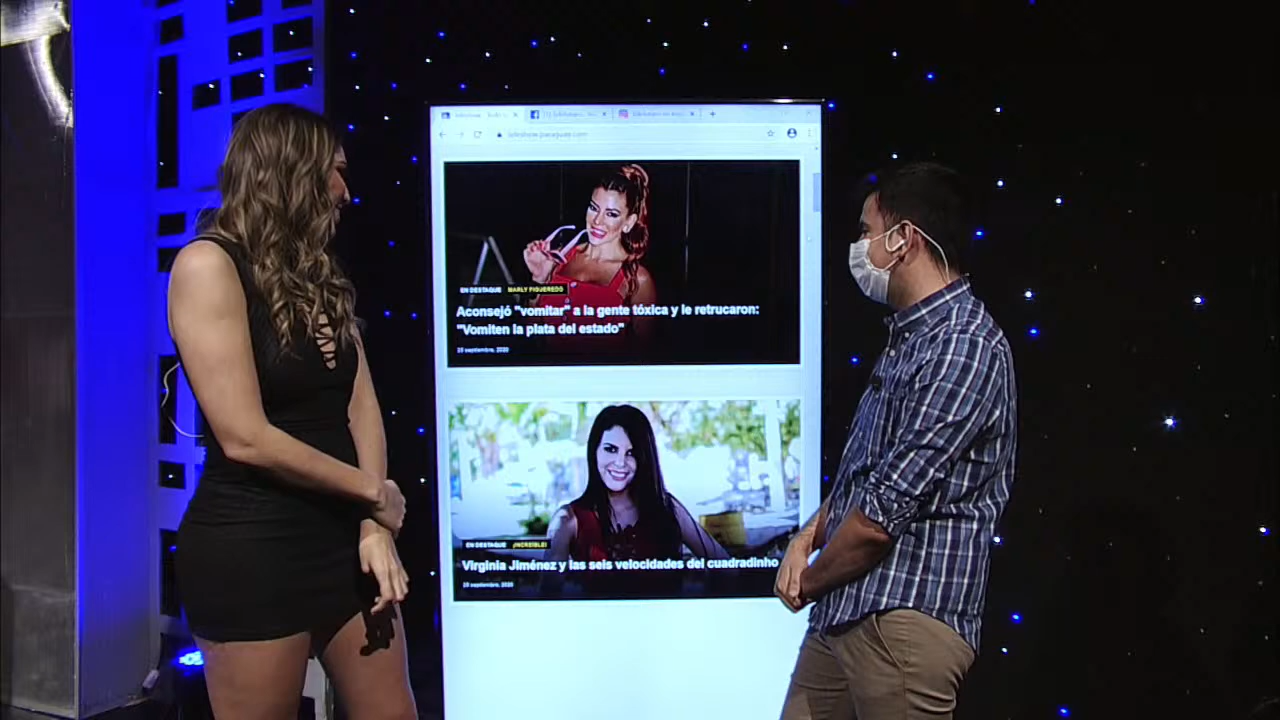 EN DESTAQUE MARLY FIGUEREDO
Aconsejó "vomitar" a la gente tóxica y le retrucaron:
"Vomiten la plata del estado"
EN DESTAQUE ¡INCREÍBLE!
Virginia Jiménez y las seis velocidades del cuadradinho